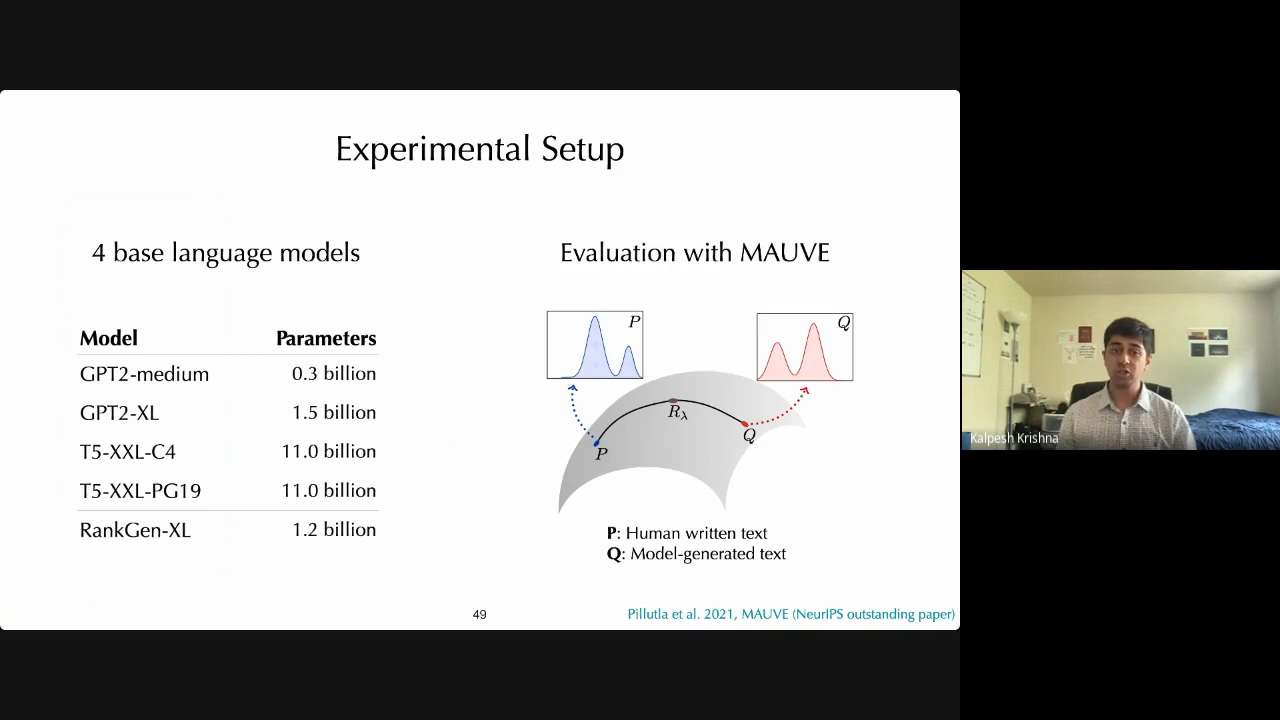 Experimental Setup
4 base language models
Model Parameters
GPT2-medium 0.3 billion
GPT2-XL 1.5 billion
T5-XXL-C4 11.0 billion
T5-XXL-PG19 11.0 billion
RankGen-XL 1.2 billion
Evaluation with MAUVE
P
Q
Rλ
P
Q
P: Human written text
Q: Model-generated text
49
Pillutla et al. 2021, MAUVE (NeurIPS outstanding paper)
Kalpesh Krishna